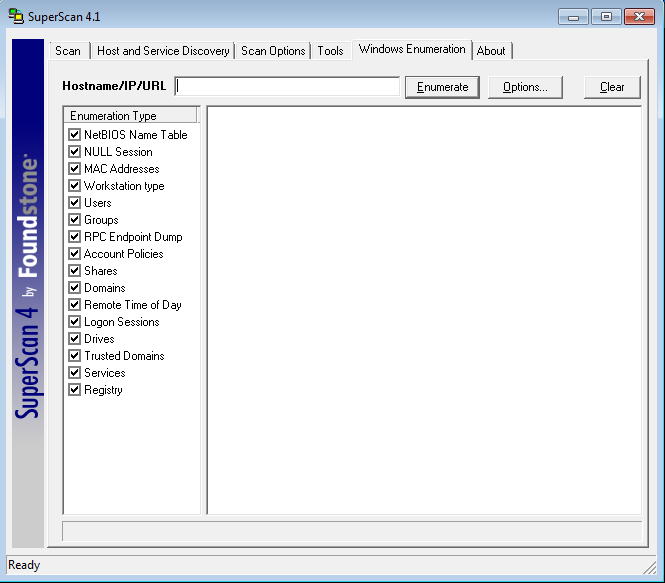 SuperScan 4.1
Scan Host and Service Discovery Scan Options Tools Windows Enumeration About
Hostname/IP/URL Enumerate Options... Clear
Enumeration Type
NetBIOS Name Table
NULL Session
MAC Addresses
Workstation type
Users
Groups
RPC Endpoint Dump
Account Policies
Shares
Domains
Remote Time of Day
Logon Sessions
Drives
Trusted Domains
Services
Registry
SuperScan 4 by Foundstone
Ready